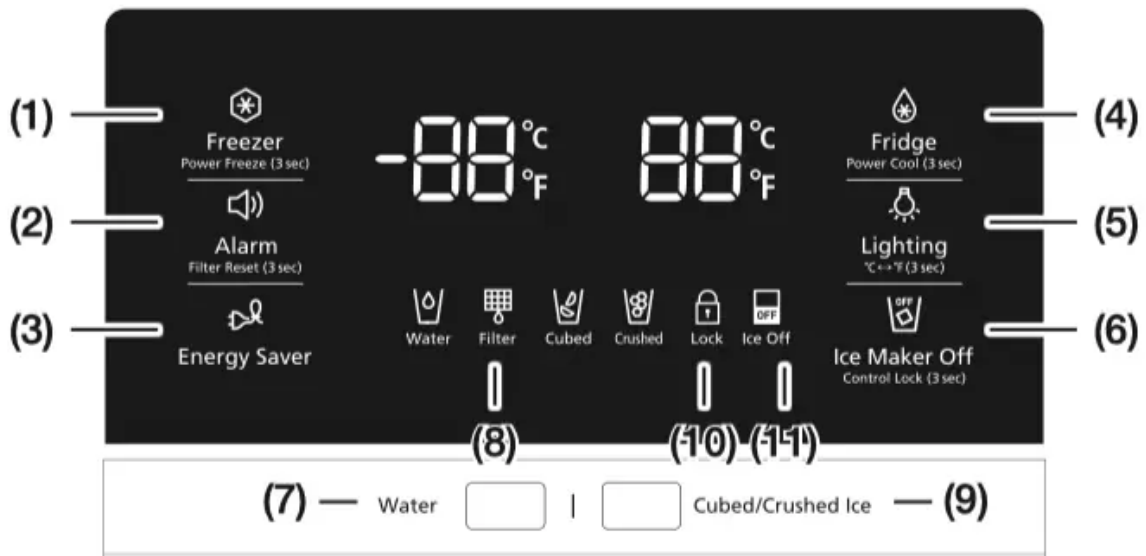 (1)
Freezer
Power Freeze (3 sec)
(2)
Alarm
Filter Reset (3 sec)
(3)
Energy Saver
-88 °C °F
88 °C °F
(4)
Fridge
Power Cool (3 sec)
(5)
Lighting
°C↔°F (3 sec)
OFF
(6)
Ice Maker Off
Control Lock (3 sec)
OFF
Water Filter Cubed Crushed Lock Ice Off
(8) (10) (11)
(7) Water | Cubed/Crushed Ice (9)